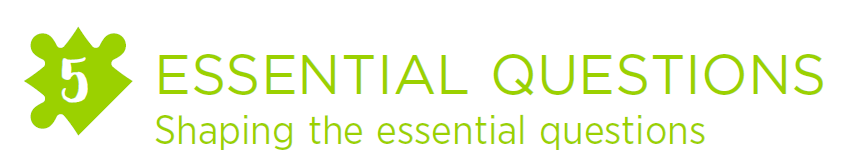 5
ESSENTIAL QUESTIONS
Shaping the essential questions